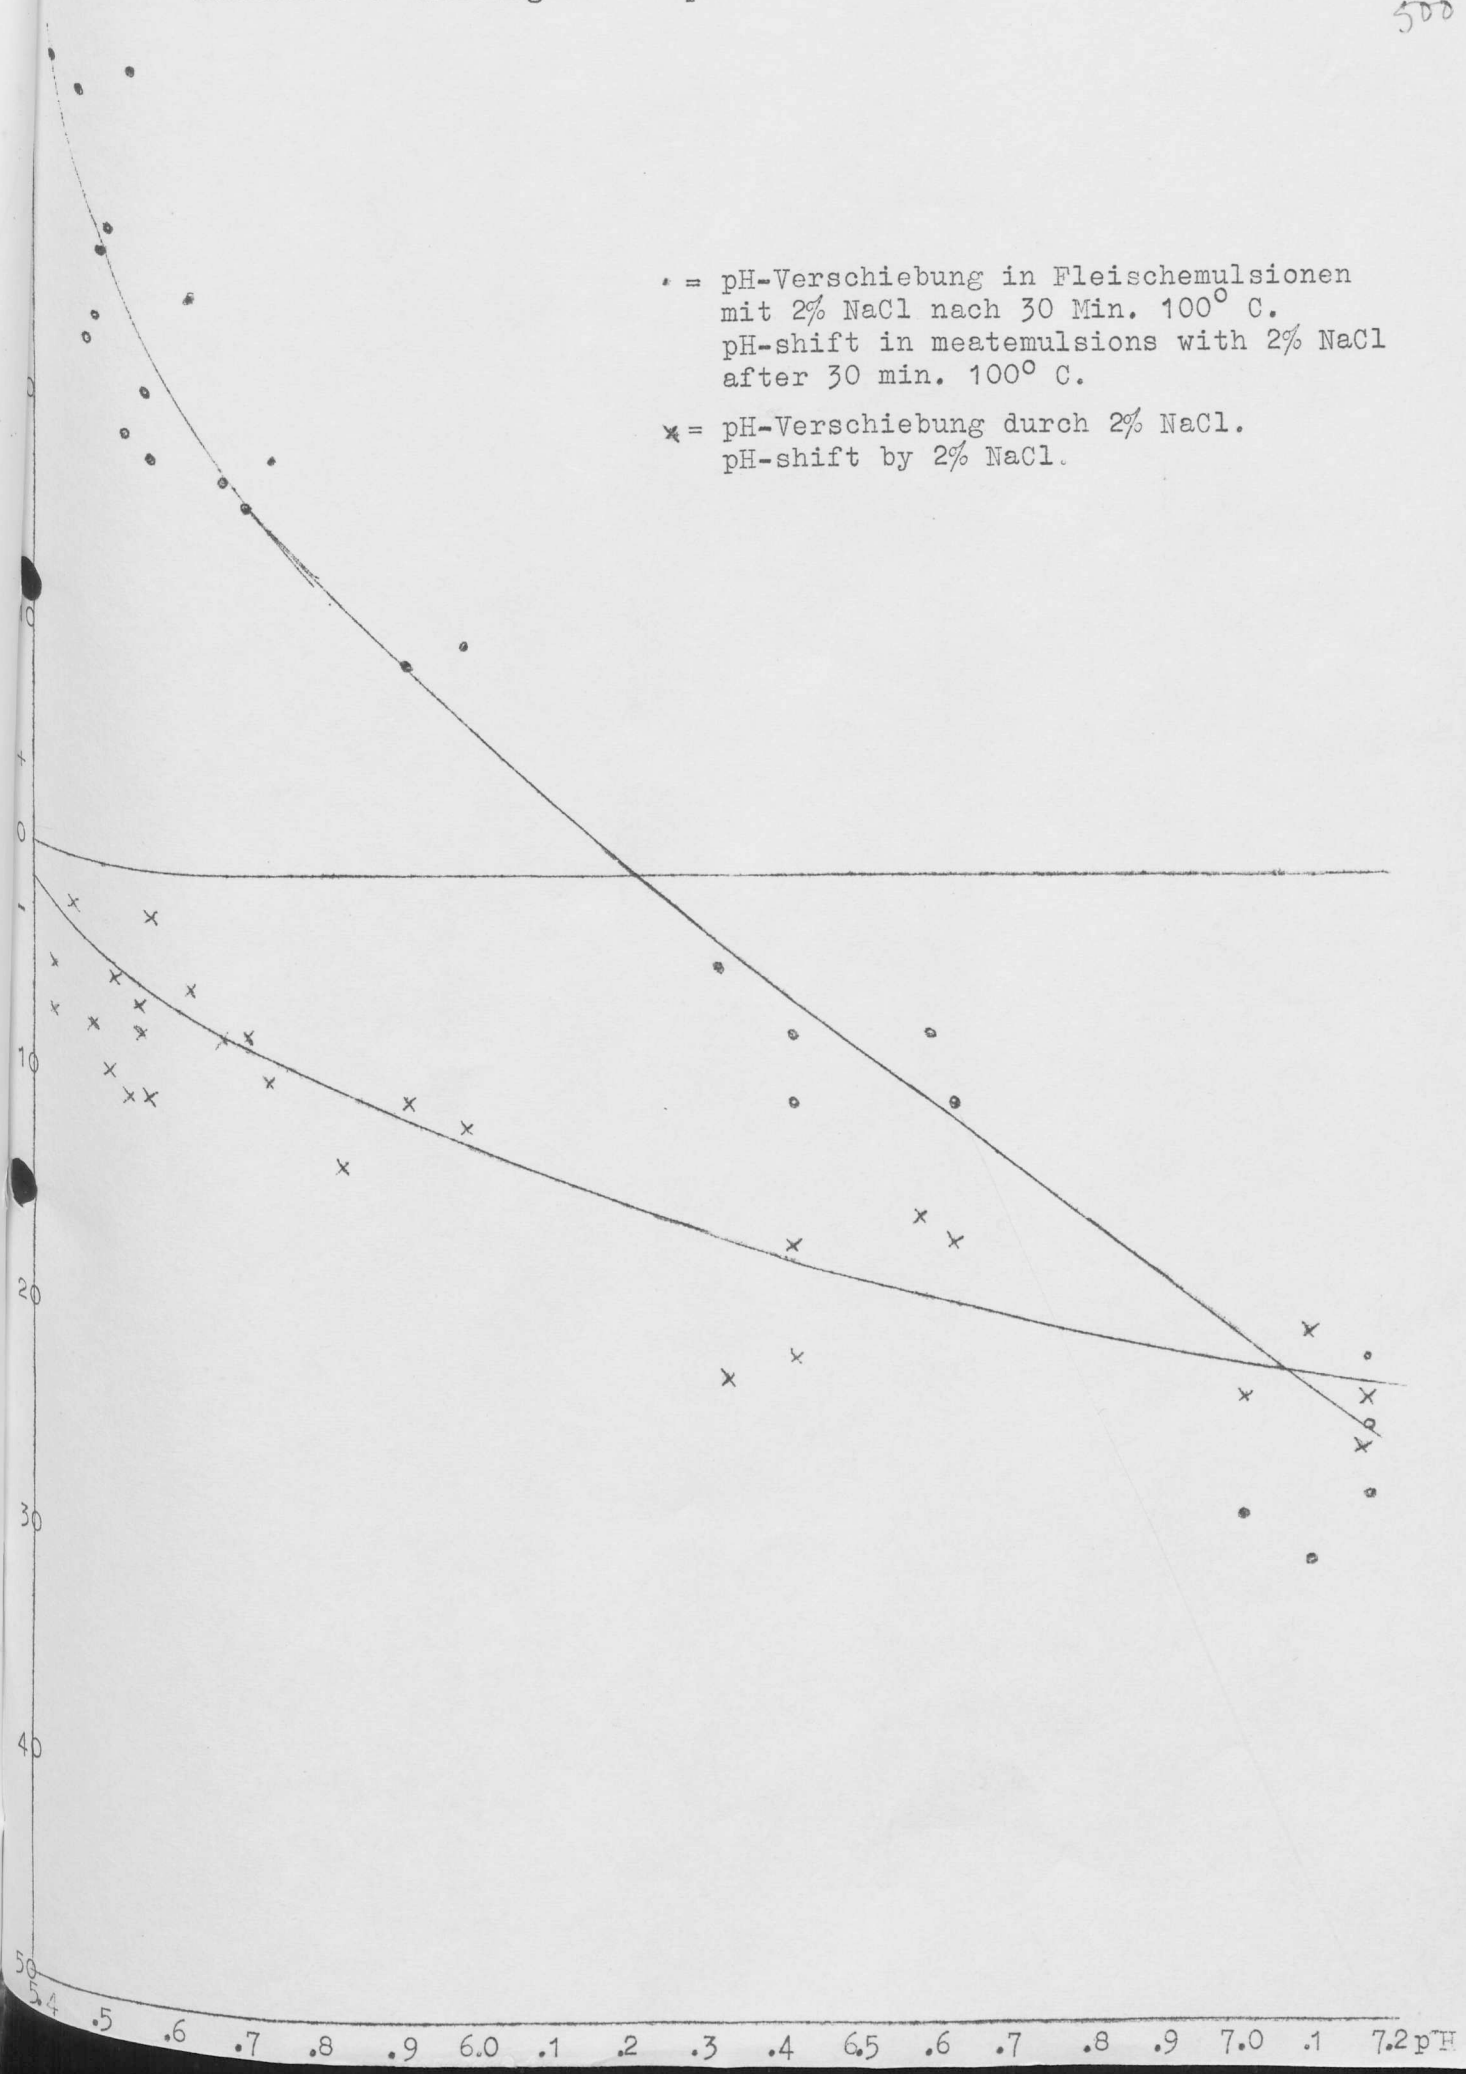 500
• = pH-Verschiebung in Fleischemulsionen
mit 2% NaCl nach 30 Min. 100° C.
pH-shift in meatemulsions with 2% NaCl
after 30 min. 100° C.
x = pH-Verschiebung durch 2% NaCl.
pH-shift by 2% NaCl.
0
10
+
0
-
10
20
30
40
50
5.4 .5 .6 .7 .8 .9 6.0 .1 .2 .3 .4 6.5 .6 .7 .8 .9 7.0 .1 7.2 pH